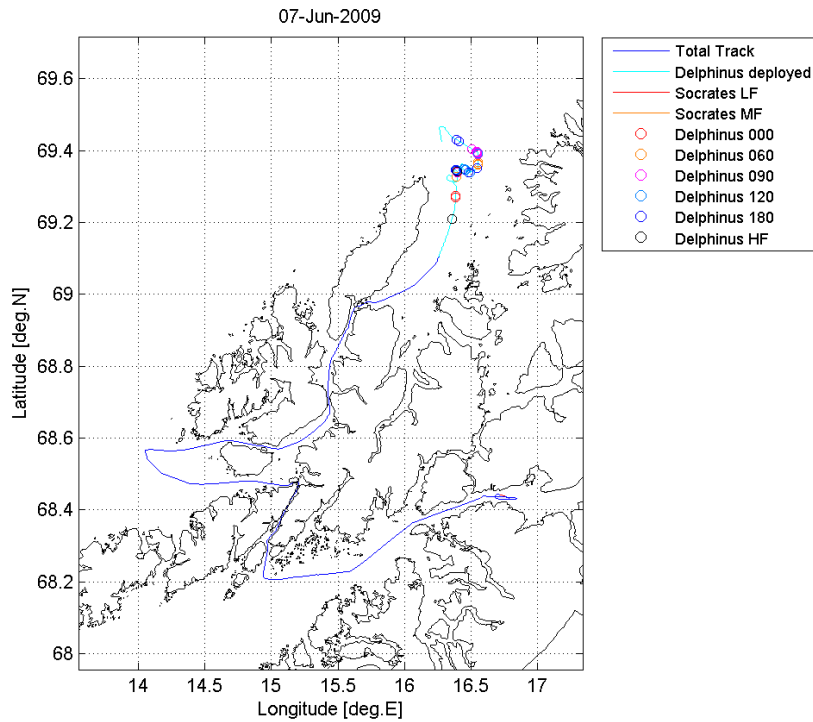 07-Jun-2009
Total Track
Delphinus deployed
Socrates LF
Socrates MF
Delphinus 000
Delphinus 060
Delphinus 090
Delphinus 120
Delphinus 180
Delphinus HF
Latitude [deg.N]
69.6
69.4
69.2
69
68.8
68.6
68.4
68.2
68
14
14.5
15
15.5
16
16.5
17
Longitude [deg.E]